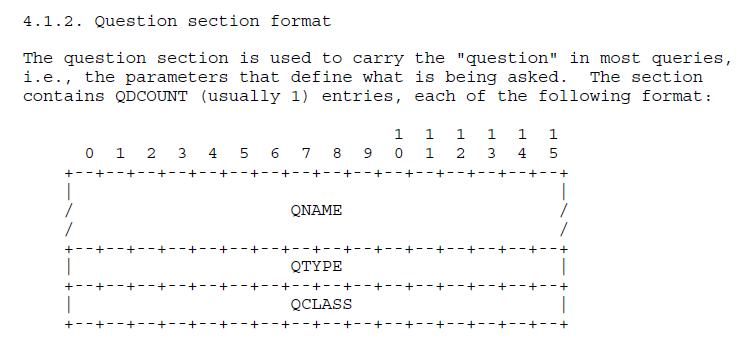 4.1.2. Question section format
The question section is used to carry the "question" in most queries,
i.e., the parameters that define what is being asked.  The section
contains QDCOUNT (usually 1) entries, each of the following format:
                                1  1  1  1  1  1
  0  1  2  3  4  5  6  7  8  9  0  1  2  3  4  5
+--+--+--+--+--+--+--+--+--+--+--+--+--+--+--+--+
|                                               |
/                     QNAME                     /
/                                               /
+--+--+--+--+--+--+--+--+--+--+--+--+--+--+--+--+
|                     QTYPE                     |
+--+--+--+--+--+--+--+--+--+--+--+--+--+--+--+--+
|                     QCLASS                    |
+--+--+--+--+--+--+--+--+--+--+--+--+--+--+--+--+